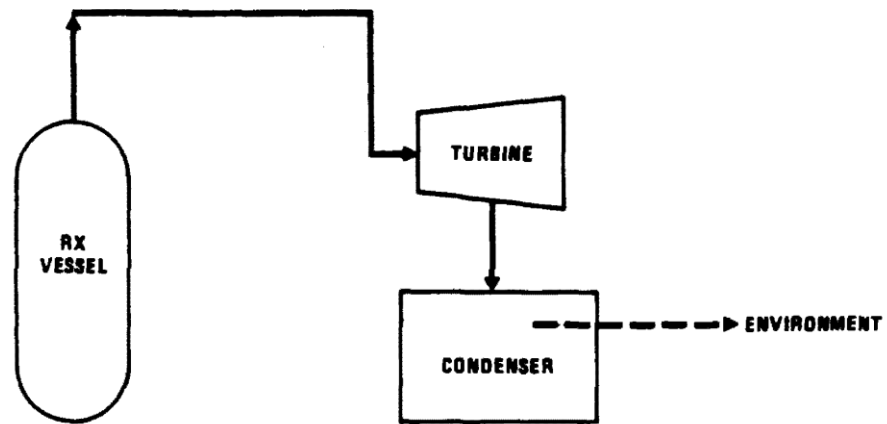 TURBINE
RX
VESSEL
ENVIRONMENT
CONDENSER